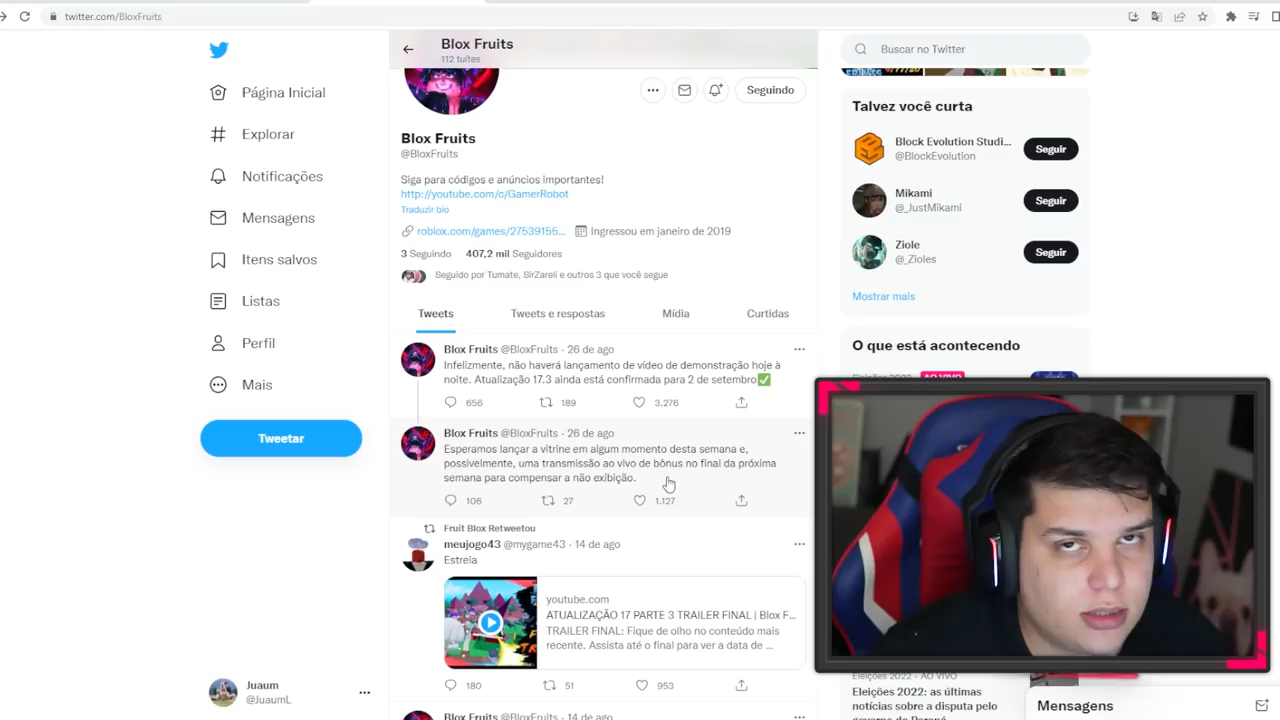 twitter.com/BloxFruits
Blox Fruits
112 tuítes
Seguindo
Blox Fruits
@BloxFruits
Siga para códigos e anúncios importantes!
http://youtube.com/c/GamerRobot
Traduzir bio
roblox.com/games/27539155... Ingressou em janeiro de 2019
3 Seguindo 407,2 mil Seguidores
Seguido por Tumate, SirZareli e outros 3 que você segue
Tweets Tweets e respostas Mídia Curtidas
Blox Fruits @BloxFruits · 26 de ago
Infelizmente, não haverá lançamento de vídeo de demonstração hoje à
noite. Atualização 17.3 ainda está confirmada para 2 de setembro✅
656 189 3.276
Blox Fruits @BloxFruits · 26 de ago
Esperamos lançar a vitrine em algum momento desta semana e,
possivelmente, uma transmissão ao vivo de bônus no final da próxima
semana para compensar a não exibição.
106 27 1.127
Fruit Blox Retweetou
meujogo43 @mygame43 · 14 de ago
Estreia
youtube.com
ATUALIZAÇÃO 17 PARTE 3 TRAILER FINAL | Blox F...
TRAILER FINAL: Fique de olho no conteúdo mais
recente. Assista até o final para ver a data de ...
180 51 953
Blox Fruits @BloxFruits · 14 de ago
Página Inicial
Explorar
Notificações
Mensagens
Itens salvos
Listas
Perfil
Mais
Tweetar
Juaum
@JuaumL
Buscar no Twitter
Talvez você curta
Block Evolution Studi...
@BlockEvolution
Seguir
Mikami
@_JustMikami
Seguir
Ziole
@_Zioles
Seguir
Mostrar mais
O que está acontecendo
Eleições 2022: as últimas
notícias sobre a disputa pelo
governo do Paraná
Mensagens